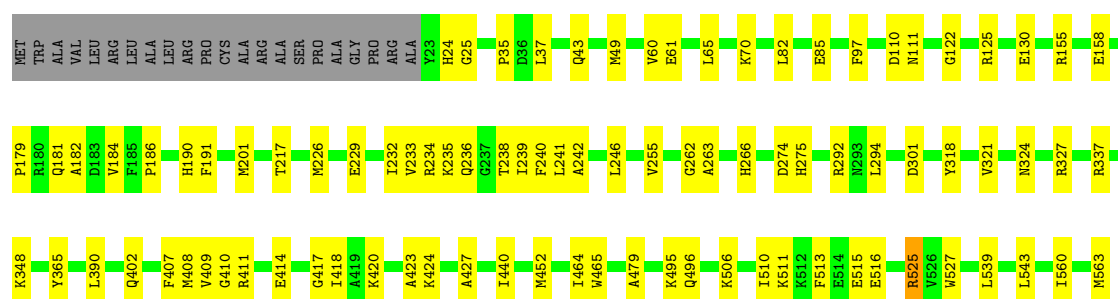 MET TRP ALA VAL LEU ARG LEU ALA LEU ARG PRO CYS ALA ARG ALA SER PRO ALA GLY PRO ARG ALA Y23 H24 G25 P35 D36 L37 Q43 M49 V60 E61 L65 K70 L82 E85 F97 D110 N111 G122 R125 E130 R155 E158
P179 R180 Q181 A182 D183 V184 F185 P186 H190 F191 M201 T217 M226 E229 I232 V233 R234 K235 Q236 G237 T238 I239 F240 L241 A242 L246 V255 G262 A263 H266 D274 H275 R292 N293 L294 D301 Y318 V321 N324 R327 R337
K348 Y365 L390 Q402 F407 M408 V409 G410 R411 E414 G417 I418 A419 K420 A423 K424 A427 I440 M452 I464 W465 A479 K495 Q496 K506 I510 K511 K512 F513 E514 E515 E516 R525 V526 W527 L539 L543 I560 M563